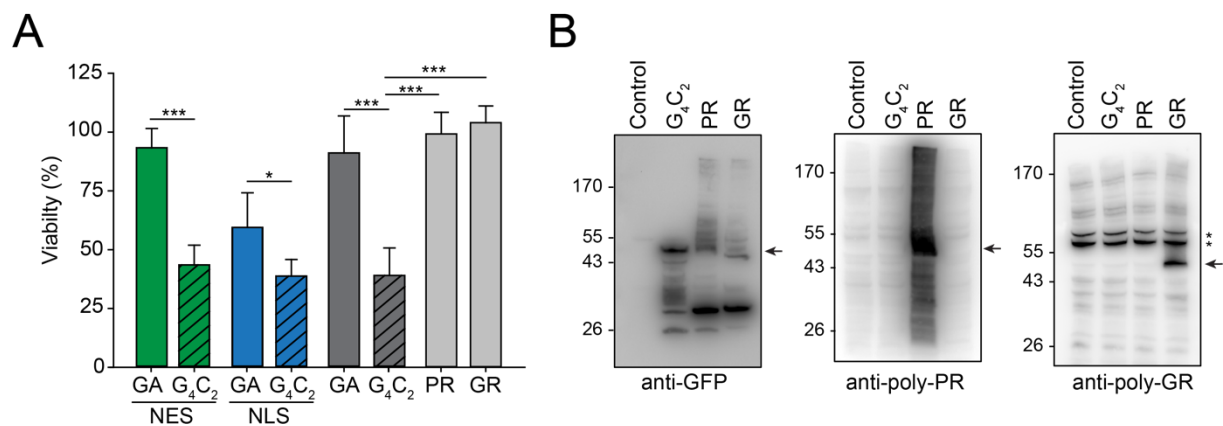 A
Viabilty (%)
125
100
75
50
25
0
*** * *** *** ***
GA G₄C₂ GA G₄C₂ GA G₄C₂ PR GR
NES NLS
B
Control G₄C₂ PR GR
170
55
43
26
anti-GFP
Control G₄C₂ PR GR
170
55
43
26
anti-poly-PR
Control G₄C₂ PR GR
170
55
43
26
*
*
anti-poly-GR